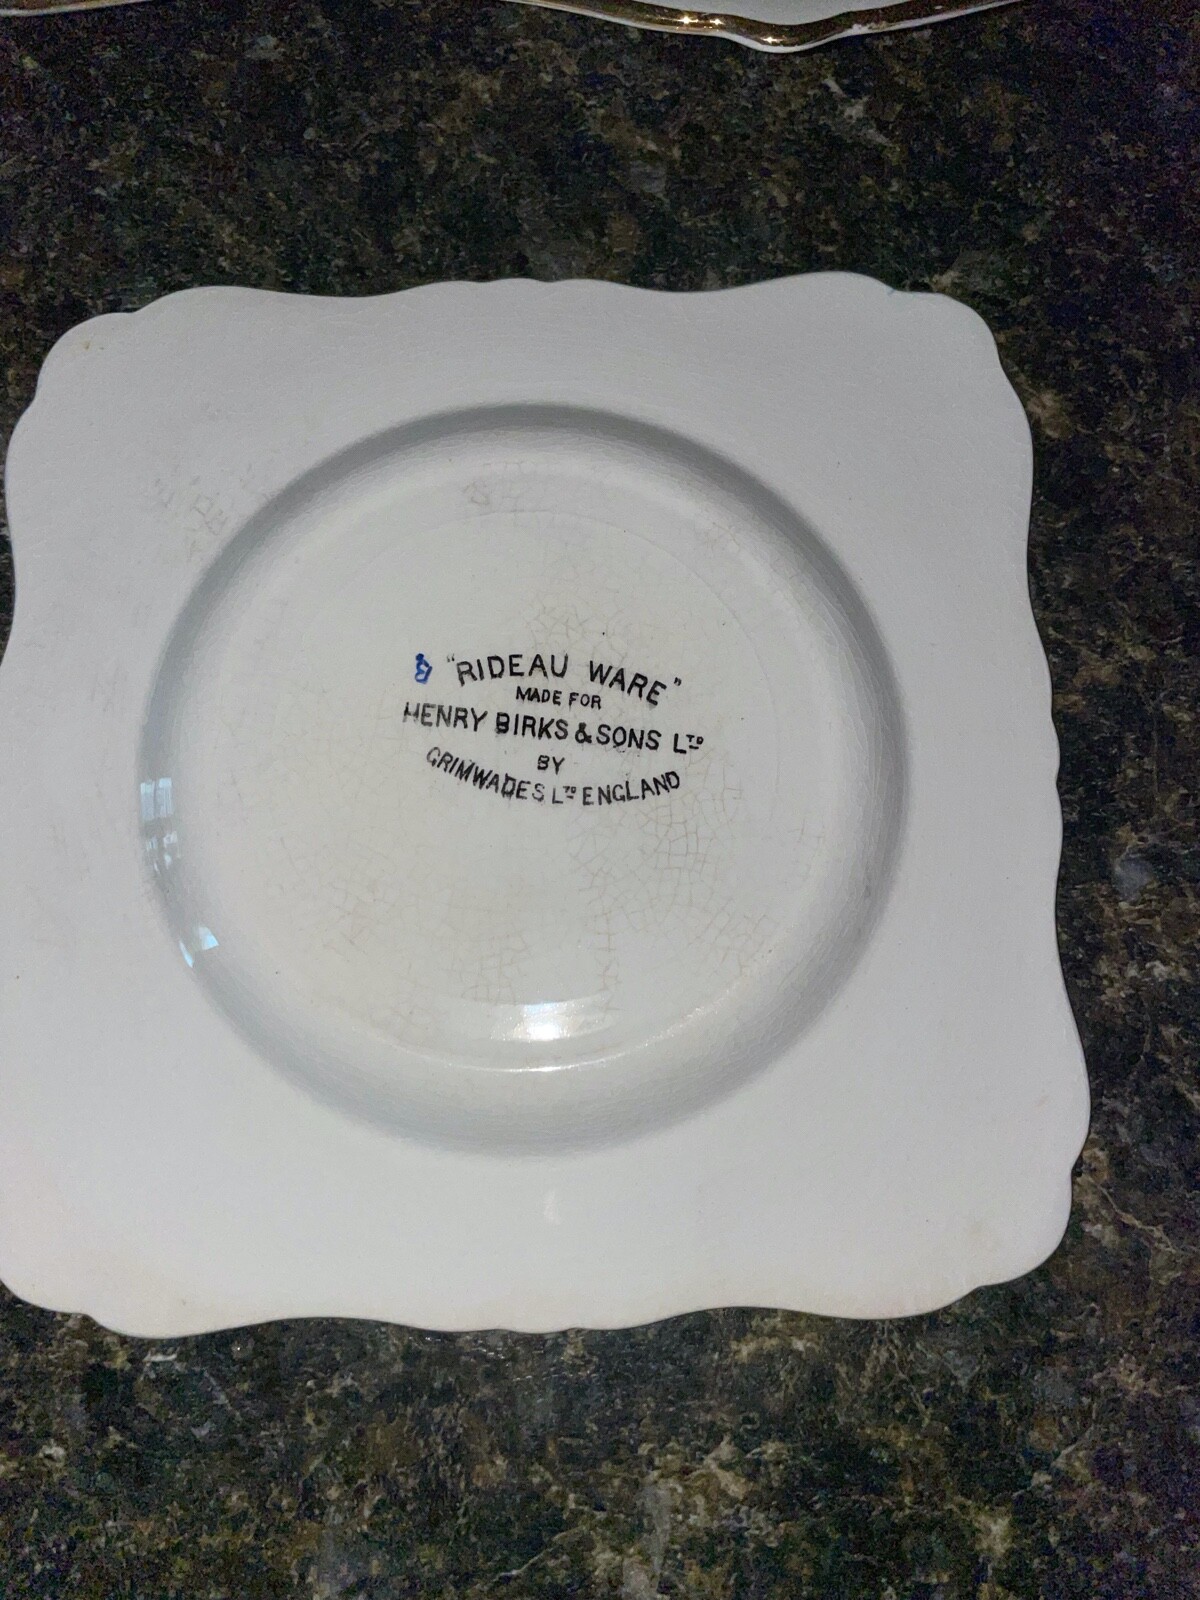 "RIDEAU WARE"
MADE FOR
HENRY BIRKS & SONS LTD
BY
GRIMWADES LTD ENGLAND